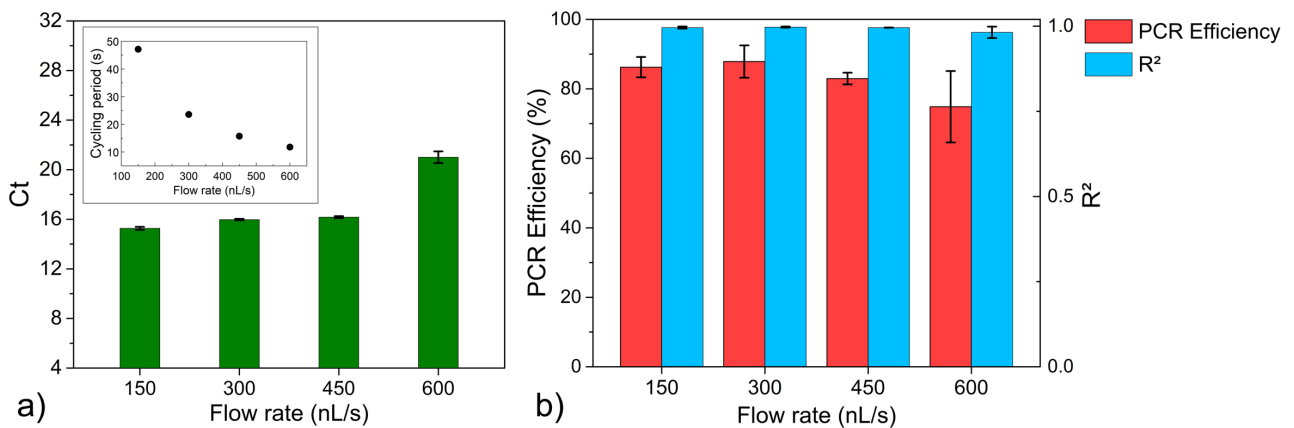 32
28
24
20
16
12
8
4
Ct
150 300 450 600
Flow rate (nL/s)
a)
50
40
30
20
10
Cycling period (s)
100 200 300 400 500 600
Flow rate (nL/s)
100
80
60
40
20
0
PCR Efficiency (%)
150 300 450 600
Flow rate (nL/s)
b)
1.0
0.5
0.0
R²
PCR Efficiency
R²